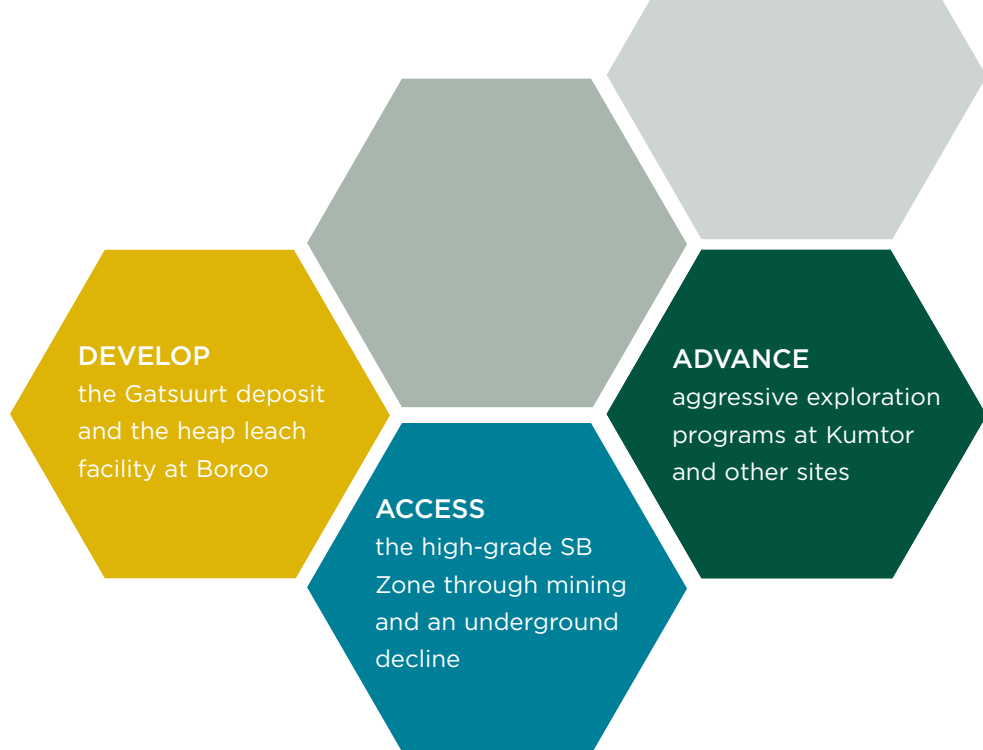 DEVELOP
the Gatsuurt deposit
and the heap leach
facility at Boroo
ACCESS
the high-grade SB
Zone through mining
and an underground
decline
ADVANCE
aggressive exploration
programs at Kumtor
and other sites